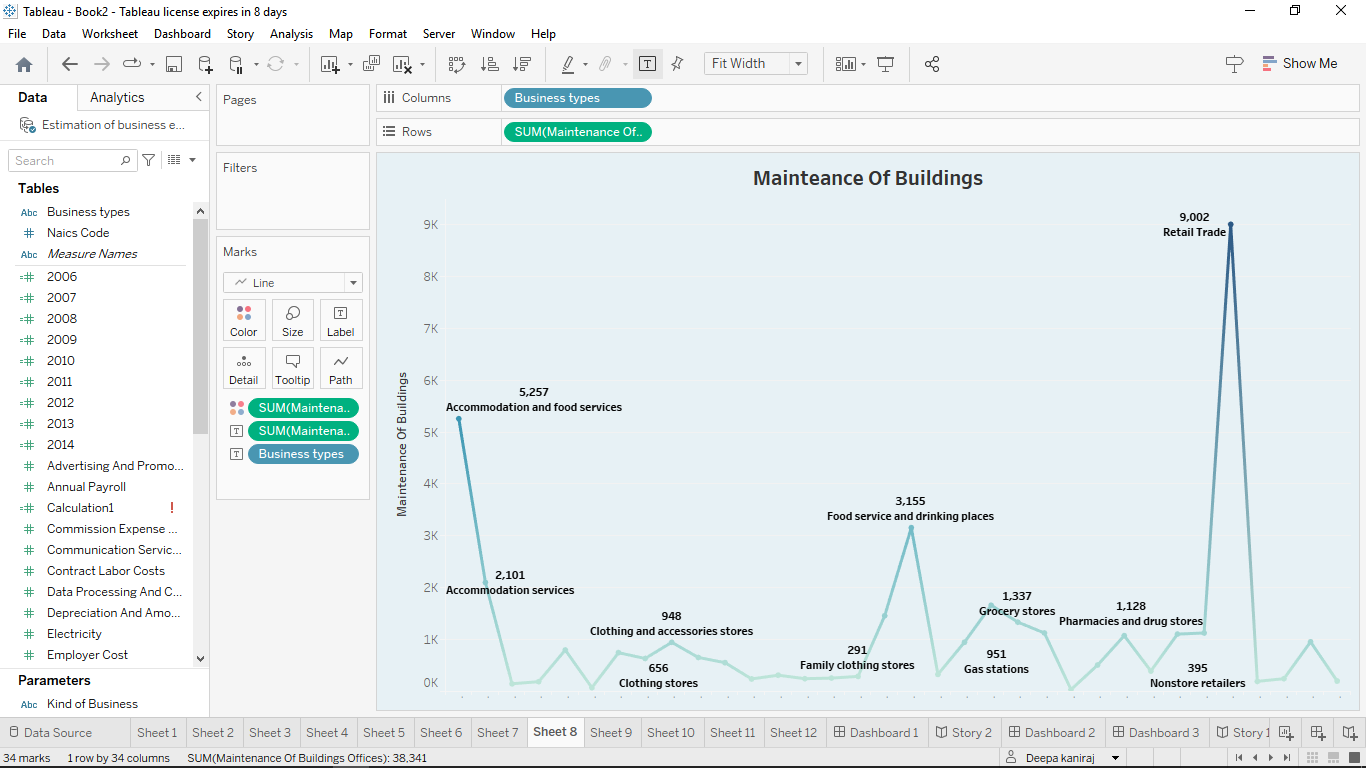 Tableau - Book2 - Tableau license expires in 8 days
File Data Worksheet Dashboard Story Analysis Map Format Server Window Help
Fit Width
Show Me
Data Analytics
Estimation of business e...
Search
Tables
Abc Business types
# Naics Code
Abc Measure Names
=# 2006
=# 2007
=# 2008
=# 2009
=# 2010
=# 2011
=# 2012
=# 2013
=# 2014
# Advertising And Promo...
# Annual Payroll
=# Calculation1 !
# Commission Expense ...
# Communication Servic...
# Contract Labor Costs
# Data Processing And C...
# Depreciation And Amo...
# Electricity
# Employer Cost
Parameters
Abc Kind of Business
Pages
Filters
Marks
Line
Color Size Label
Detail Tooltip Path
SUM(Maintena..
SUM(Maintena..
Business types
Columns Business types
Rows SUM(Maintenance Of..
Mainteance Of Buildings
Maintenance Of Buildings
9K
8K
7K
6K
5K
4K
3K
2K
1K
0K
5,257
Accommodation and food services
2,101
Accommodation services
948
Clothing and accessories stores
656
Clothing stores
291
Family clothing stores
3,155
Food service and drinking places
951
Gas stations
1,337
Grocery stores
1,128
Pharmacies and drug stores
395
Nonstore retailers
9,002
Retail Trade
Data Source Sheet 1 Sheet 2 Sheet 3 Sheet 4 Sheet 5 Sheet 6 Sheet 7 Sheet 8 Sheet 9 Sheet 10 Sheet 11 Sheet 12 Dashboard 1 Story 2 Dashboard 2 Dashboard 3 Story 1
34 marks 1 row by 34 columns SUM(Maintenance Of Buildings Offices): 38,341 Deepa kaniraj